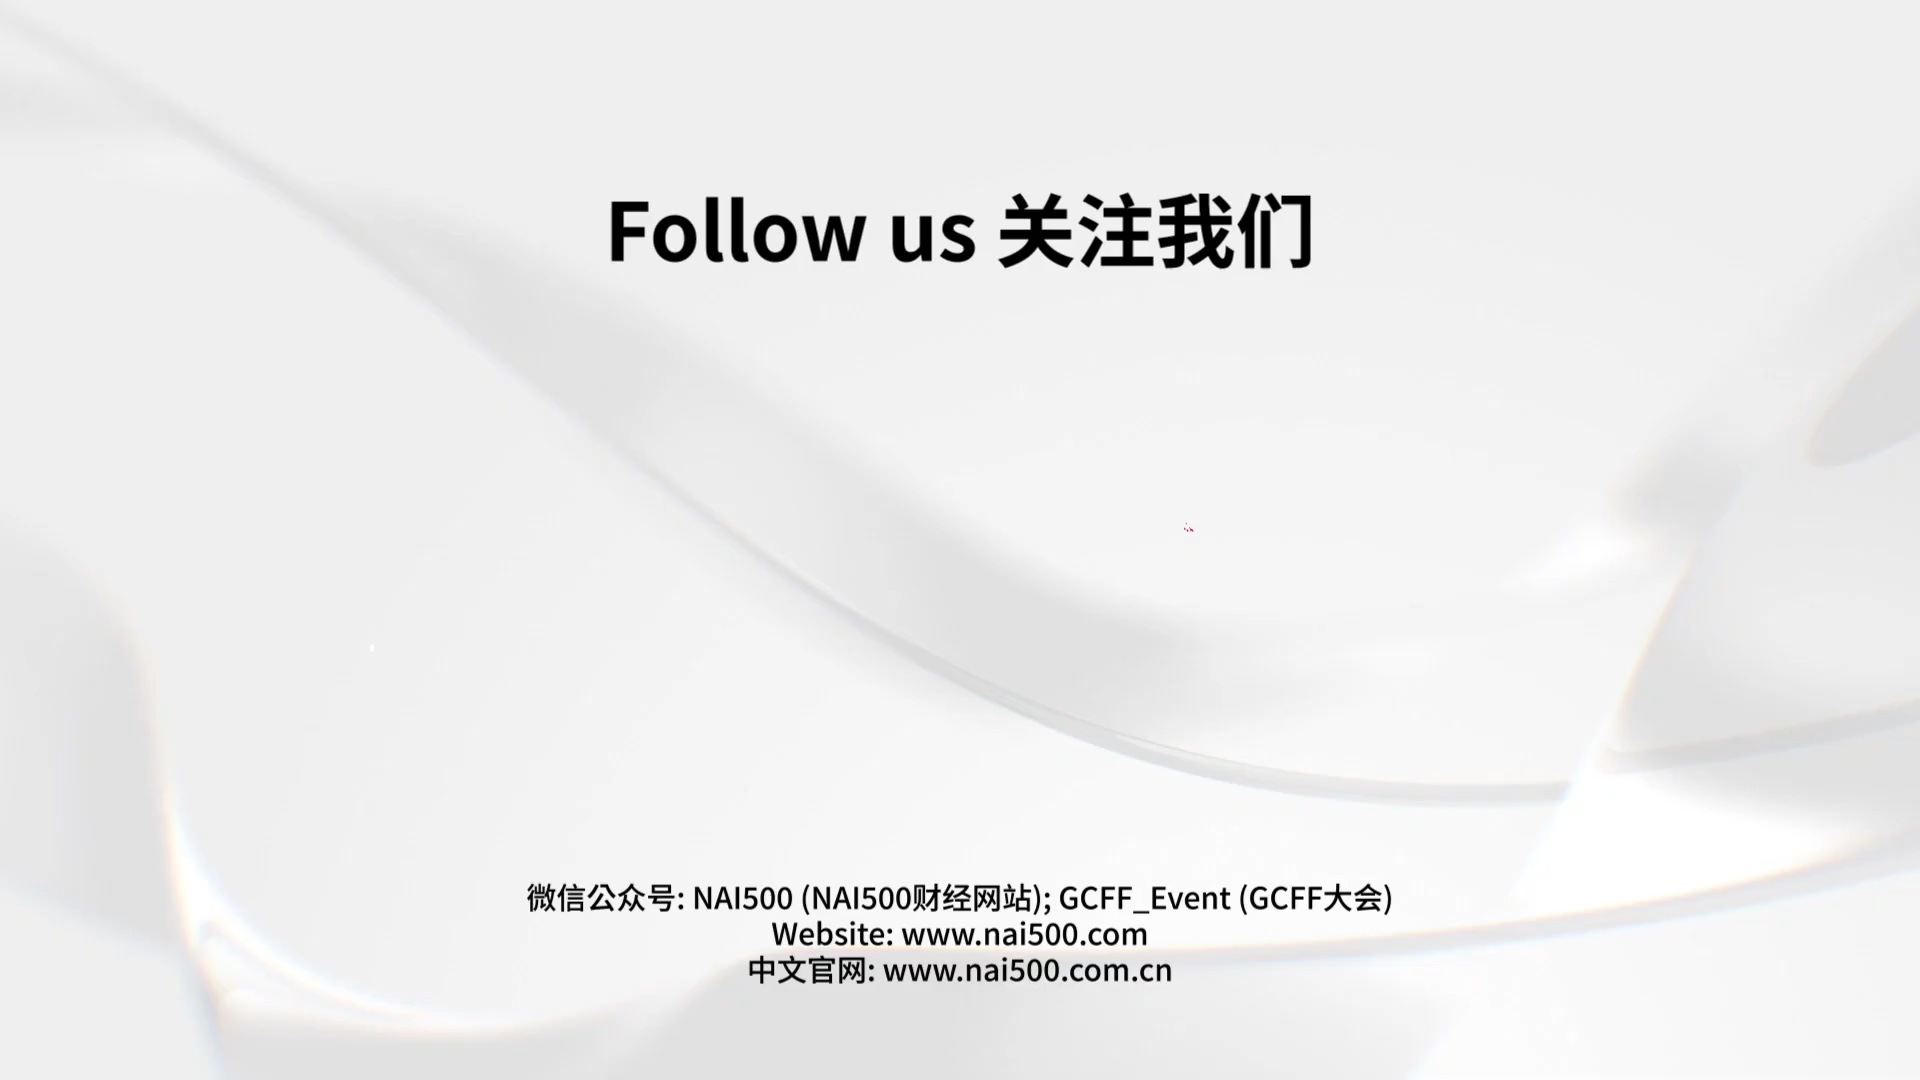 Follow us 关注我们
微信公众号: NAI500 (NAI500财经网站); GCFF_Event (GCFF大会)
Website: www.nai500.com
中文官网: www.nai500.com.cn